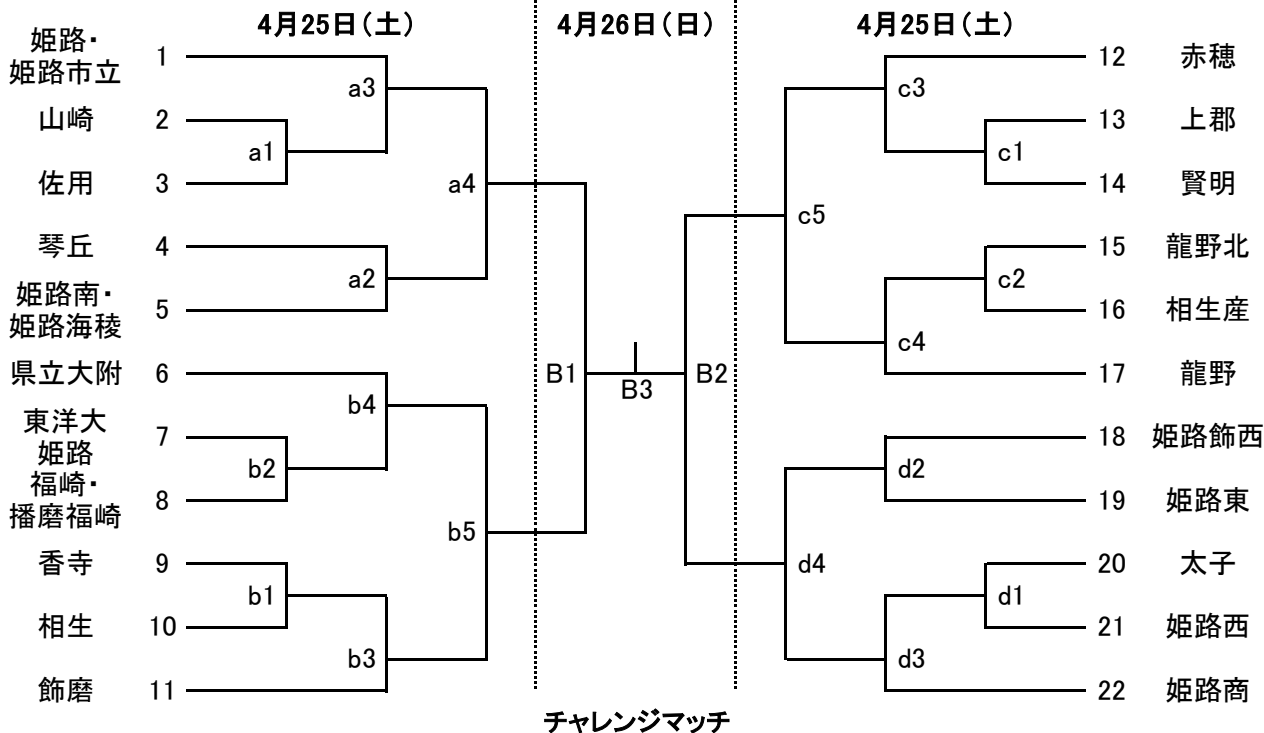 4月25日（土）
4月26日（日）
4月25日（土）
姫路・
姫路市立
1
山崎 2
佐用 3
琴丘 4
姫路南・
姫路海稜
5
県立大附 6
東洋大
姫路
7
福崎・
播磨福崎
8
香寺 9
相生 10
飾磨 11
a3
a1
a4
a2
b4
b2
b5
b1
b3
B1
B3
B2
c3
c1
c5
c2
c4
d2
d4
d1
d3
12 赤穂
13 上郡
14 賢明
15 龍野北
16 相生産
17 龍野
18 姫路飾西
19 姫路東
20 太子
21 姫路西
22 姫路商
チャレンジマッチ